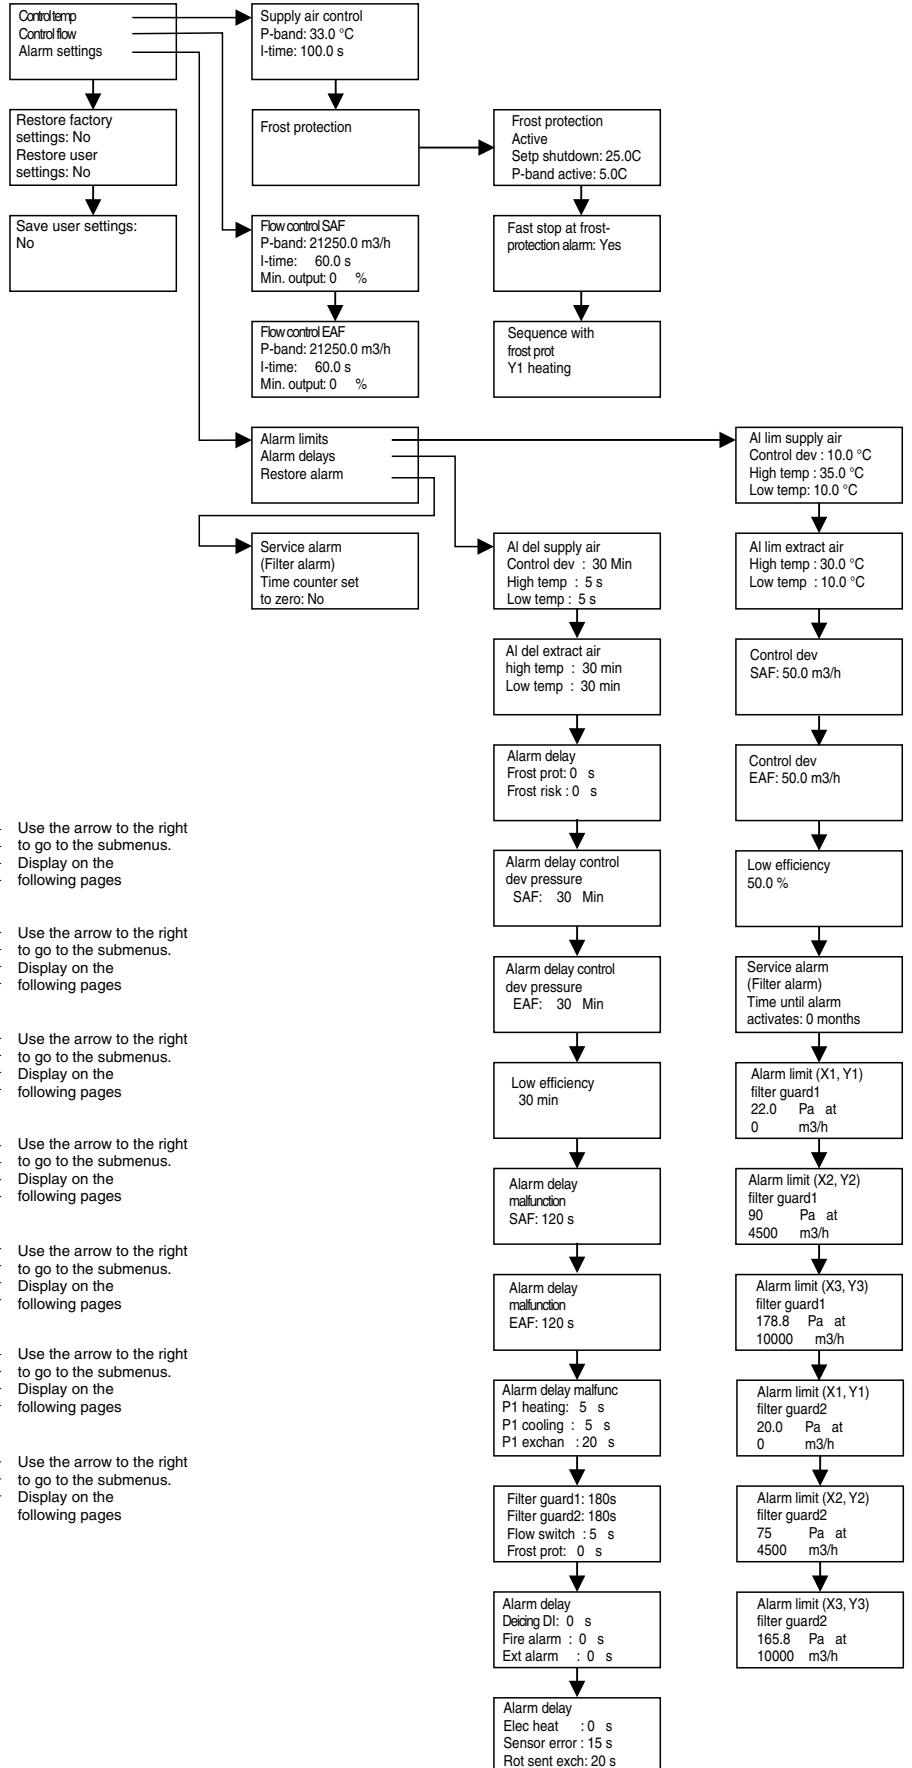 Control temp
Control flow
Alarm settings
Restore factory
settings: No
Restore user
settings: No
Save user settings:
No
Supply air control
P-band: 33.0 °C
I-time: 100.0 s
Frost protection
Frost protection
Active
Setp shutdown: 25.0C
P-band active: 5.0C
Fast stop at frost-
protection alarm: Yes
Sequence with
frost prot
Y1 heating
Flow control SAF
P-band: 21250.0 m3/h
I-time: 60.0 s
Min. output: 0 %
Flow control EAF
P-band: 21250.0 m3/h
I-time: 60.0 s
Min. output: 0 %
Alarm limits
Alarm delays
Restore alarm
Service alarm
(Filter alarm)
Time counter set
to zero: No
Al del supply air
Control dev : 30 Min
High temp : 5 s
Low temp : 5 s
Al del extract air
high temp : 30 min
Low temp : 30 min
Alarm delay
Frost prot: 0 s
Frost risk : 0 s
Alarm delay control
dev pressure
SAF: 30 Min
Alarm delay control
dev pressure
EAF: 30 Min
Low efficiency
30 min
Alarm delay
malfunction
SAF: 120 s
Alarm delay
malfunction
EAF: 120 s
Alarm delay malfunc
P1 heating: 5 s
P1 cooling : 5 s
P1 exchan : 20 s
Filter guard1: 180s
Filter guard2: 180s
Flow switch : 5 s
Frost prot: 0 s
Alarm delay
Deicing DI: 0 s
Fire alarm : 0 s
Ext alarm : 0 s
Alarm delay
Elec heat : 0 s
Sensor error : 15 s
Rot sent exch: 20 s
Al lim supply air
Control dev : 10.0 °C
High temp : 35.0 °C
Low temp: 10.0 °C
Al lim extract air
High temp : 30.0 °C
Low temp : 10.0 °C
Control dev
SAF: 50.0 m3/h
Control dev
EAF: 50.0 m3/h
Low efficiency
50.0 %
Service alarm
(Filter alarm)
Time until alarm
activates: 0 months
Alarm limit (X1, Y1)
filter guard1
22.0 Pa at
0 m3/h
Alarm limit (X2, Y2)
filter guard1
90 Pa at
4500 m3/h
Alarm limit (X3, Y3)
filter guard1
178.8 Pa at
10000 m3/h
Alarm limit (X1, Y1)
filter guard2
20.0 Pa at
0 m3/h
Alarm limit (X2, Y2)
filter guard2
75 Pa at
4500 m3/h
Alarm limit (X3, Y3)
filter guard2
165.8 Pa at
10000 m3/h
Use the arrow to the right
to go to the submenus.
Display on the
following pages
Use the arrow to the right
to go to the submenus.
Display on the
following pages
Use the arrow to the right
to go to the submenus.
Display on the
following pages
Use the arrow to the right
to go to the submenus.
Display on the
following pages
Use the arrow to the right
to go to the submenus.
Display on the
following pages
Use the arrow to the right
to go to the submenus.
Display on the
following pages
Use the arrow to the right
to go to the submenus.
Display on the
following pages